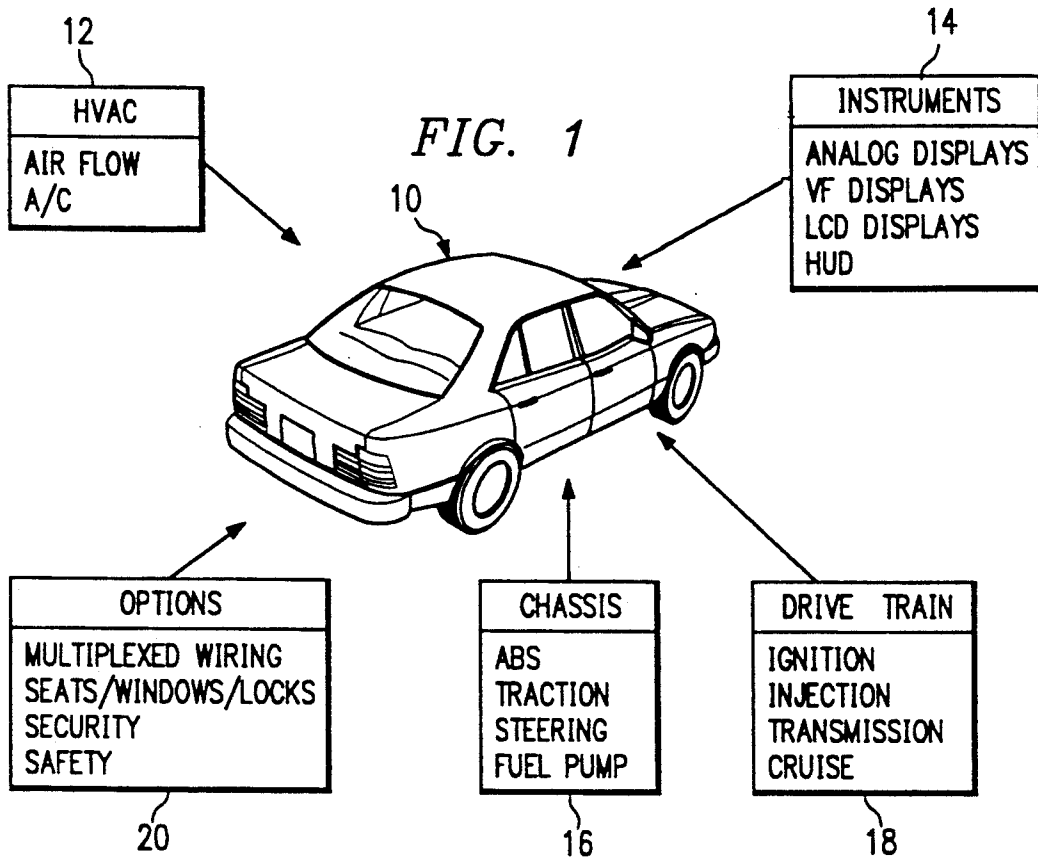 12
HVAC
AIR FLOW
A/C
FIG. 1
10
14
INSTRUMENTS
ANALOG DISPLAYS
VF DISPLAYS
LCD DISPLAYS
HUD
OPTIONS
MULTIPLEXED WIRING
SEATS/WINDOWS/LOCKS
SECURITY
SAFETY
20
CHASSIS
ABS
TRACTION
STEERING
FUEL PUMP
16
DRIVE TRAIN
IGNITION
INJECTION
TRANSMISSION
CRUISE
18